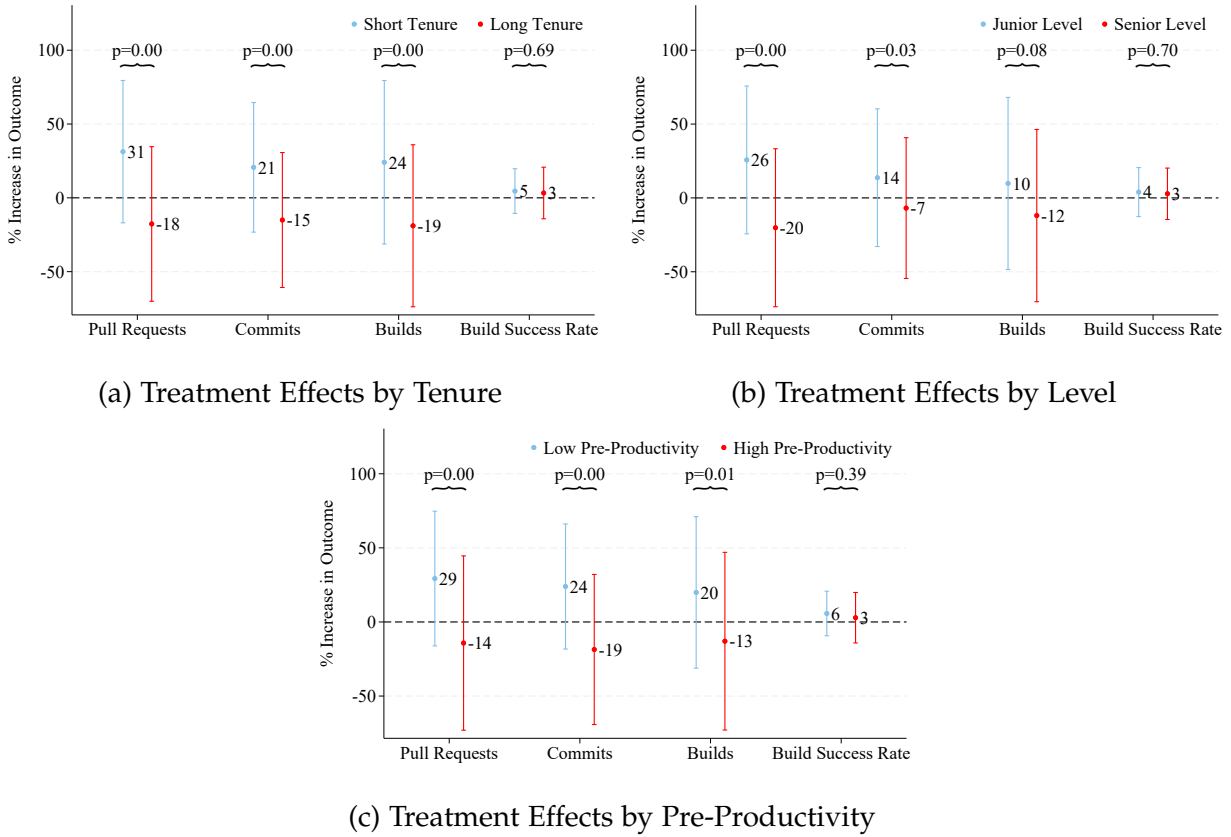 Short Tenure Long Tenure
100
p=0.00 p=0.00 p=0.00 p=0.69
% Increase in Outcome
50
31 21 24
5 3
0
-18 -15 -19
-50
Pull Requests Commits Builds Build Success Rate
(a) Treatment Effects by Tenure
Junior Level Senior Level
100
p=0.00 p=0.03 p=0.08 p=0.70
% Increase in Outcome
50
26 14 10 4 3
0
-20 -7 -12
-50
Pull Requests Commits Builds Build Success Rate
(b) Treatment Effects by Level
Low Pre-Productivity High Pre-Productivity
100
p=0.00 p=0.00 p=0.01 p=0.39
% Increase in Outcome
50
29 24 20 6 3
0
-14 -19 -13
-50
Pull Requests Commits Builds Build Success Rate
(c) Treatment Effects by Pre-Productivity